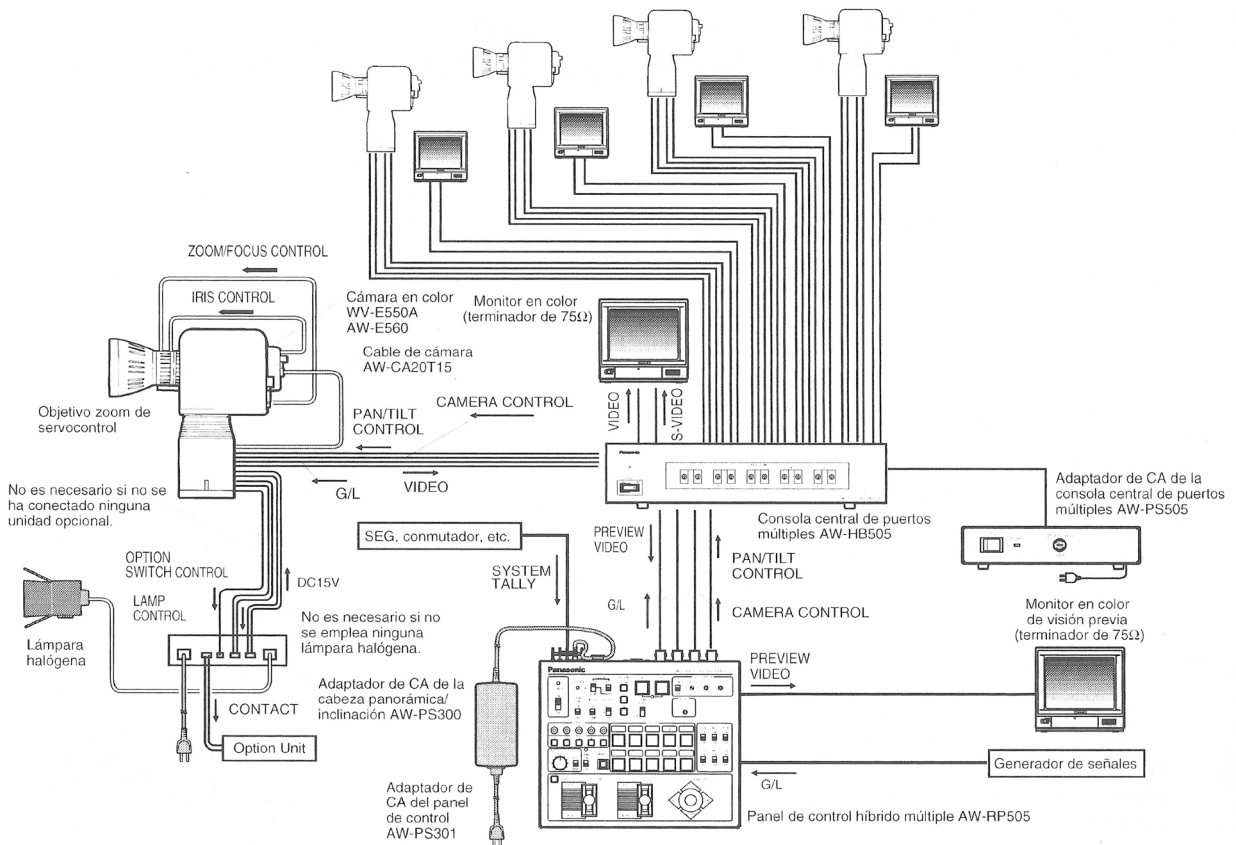 ZOOM/FOCUS CONTROL
IRIS CONTROL
Cámara en color
WV-E550A
AW-E560
Monitor en color
(terminador de 75Ω)
Cable de cámara
AW-CA20T15
Objetivo zoom de
servocontrol
PAN/TILT
CONTROL
CAMERA CONTROL
VIDEO
S-VIDEO
G/L
VIDEO
No es necesario si no se
ha conectado ninguna
unidad opcional.
Panasonic
Adaptador de CA de la
consola central de puertos
múltiples AW-PS505
SEG, conmutador, etc.
PREVIEW
VIDEO
Consola central de puertos
múltiples AW-HB505
PAN/TILT
CONTROL
OPTION
SWITCH CONTROL
DC15V
SYSTEM
TALLY
LAMP
CONTROL
G/L
CAMERA CONTROL
Monitor en color
de visión previa
(terminador de 75Ω)
No es necesario si no
se emplea ninguna
lámpara halógena.
Lámpara
halógena
Panasonic
PREVIEW
VIDEO
Adaptador de CA de la
cabeza panorámica/
inclinación AW-PS300
CONTACT
Option Unit
Generador de señales
G/L
Adaptador de
CA del panel
de control
AW-PS301
Panel de control híbrido múltiple AW-RP505